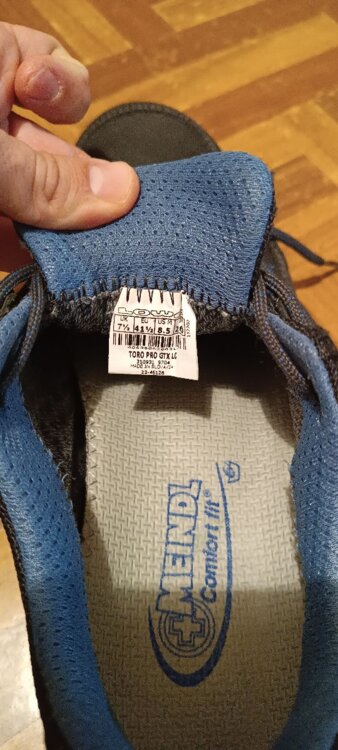 LOWA
UK EU US M
7½ 41½ 8.5 26
TORO PRO GTX LO
MADE IN SLOVAKIA
MEINDL
Comfort fit®